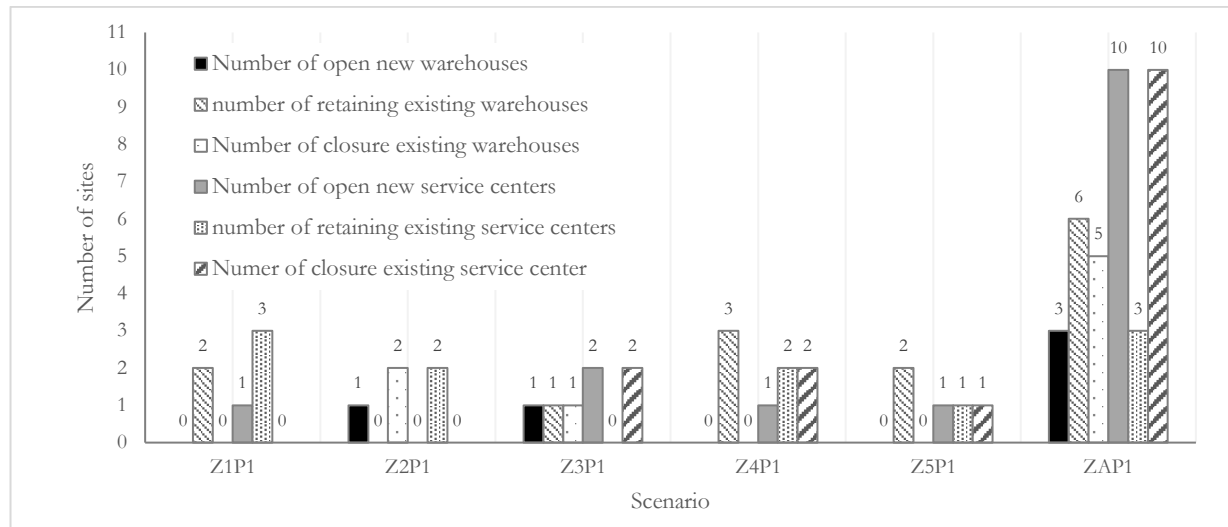 11
10
9
8
7
6
5
4
3
2
1
0
Number of sites
Number of open new warehouses
number of retaining existing warehouses
Number of closure existing warehouses
Number of open new service centers
number of retaining existing service centers
Numer of closure existing service center
0 2 0 1 3 0
1 0 2 0 2 0
1 1 1 2 0 2
0 3 0 1 2 2
0 2 0 1 1 1
3 6 5 10 3 10
Z1P1 Z2P1 Z3P1 Z4P1 Z5P1 ZAP1
Scenario